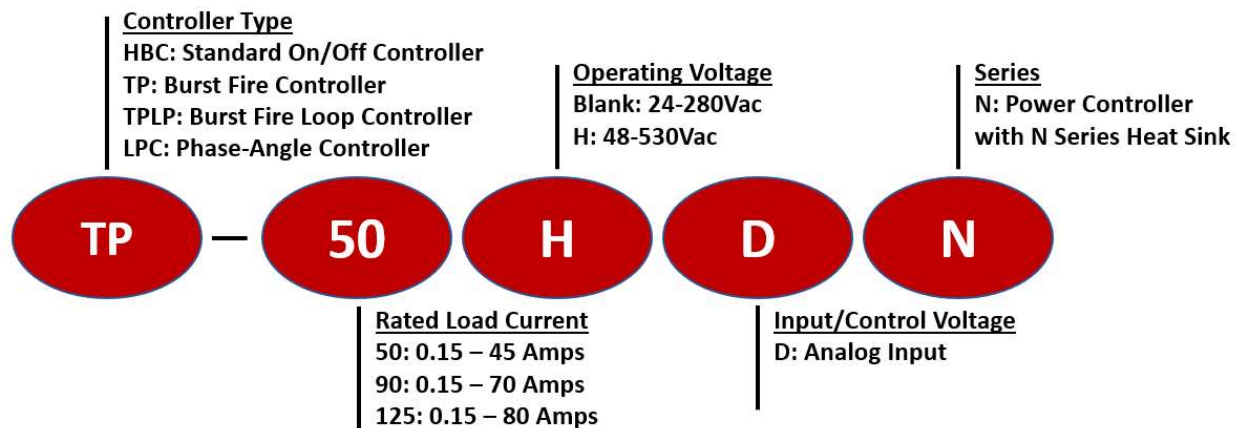 Controller Type
HBC: Standard On/Off Controller
TP: Burst Fire Controller
TPLP: Burst Fire Loop Controller
LPC: Phase-Angle Controller
Operating Voltage
Blank: 24-280Vac
H: 48-530Vac
Series
N: Power Controller
with N Series Heat Sink
TP – 50 H D N
Rated Load Current
50: 0.15 – 45 Amps
90: 0.15 – 70 Amps
125: 0.15 – 80 Amps
Input/Control Voltage
D: Analog Input